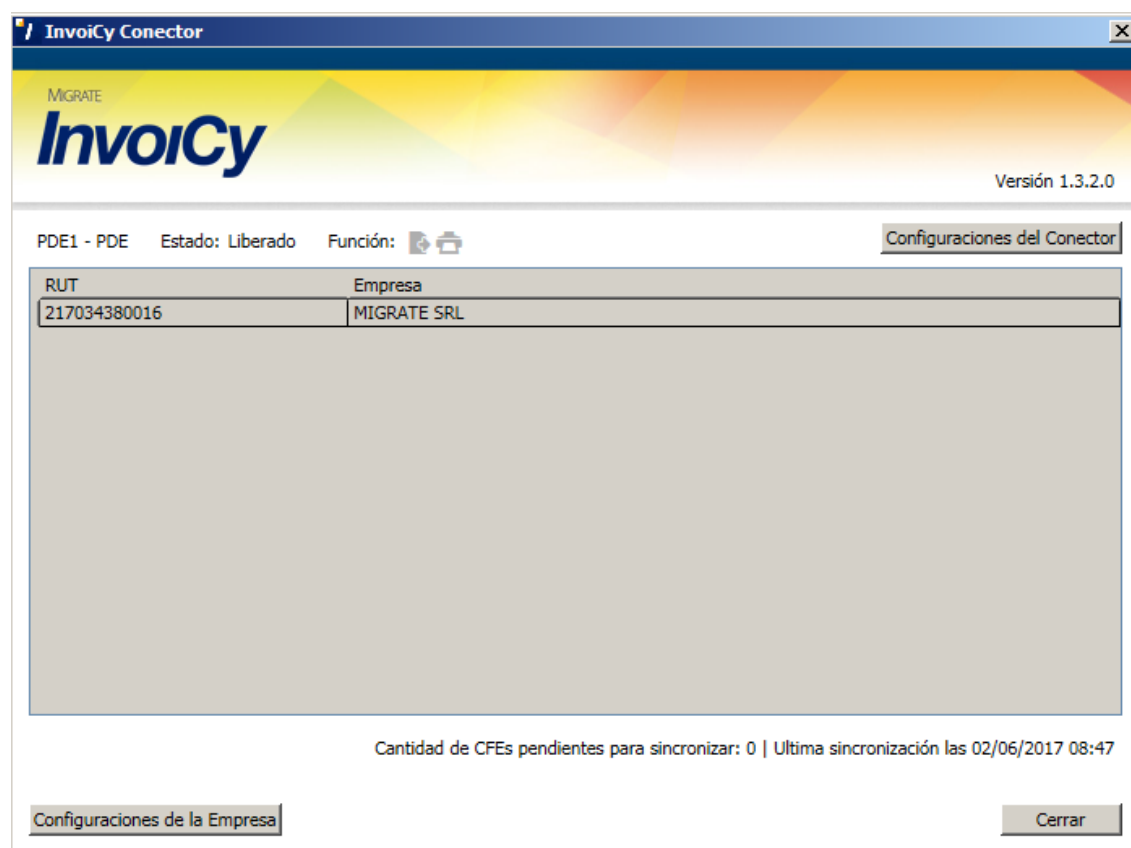 InvoiCy Conector
MIGRATE
InvoiCy
Versión 1.3.2.0
PDE1 - PDE Estado: Liberado Función: Configuraciones del Conector
RUT Empresa
217034380016 MIGRATE SRL
Cantidad de CFEs pendientes para sincronizar: 0 | Ultima sincronización las 02/06/2017 08:47
Configuraciones de la Empresa Cerrar